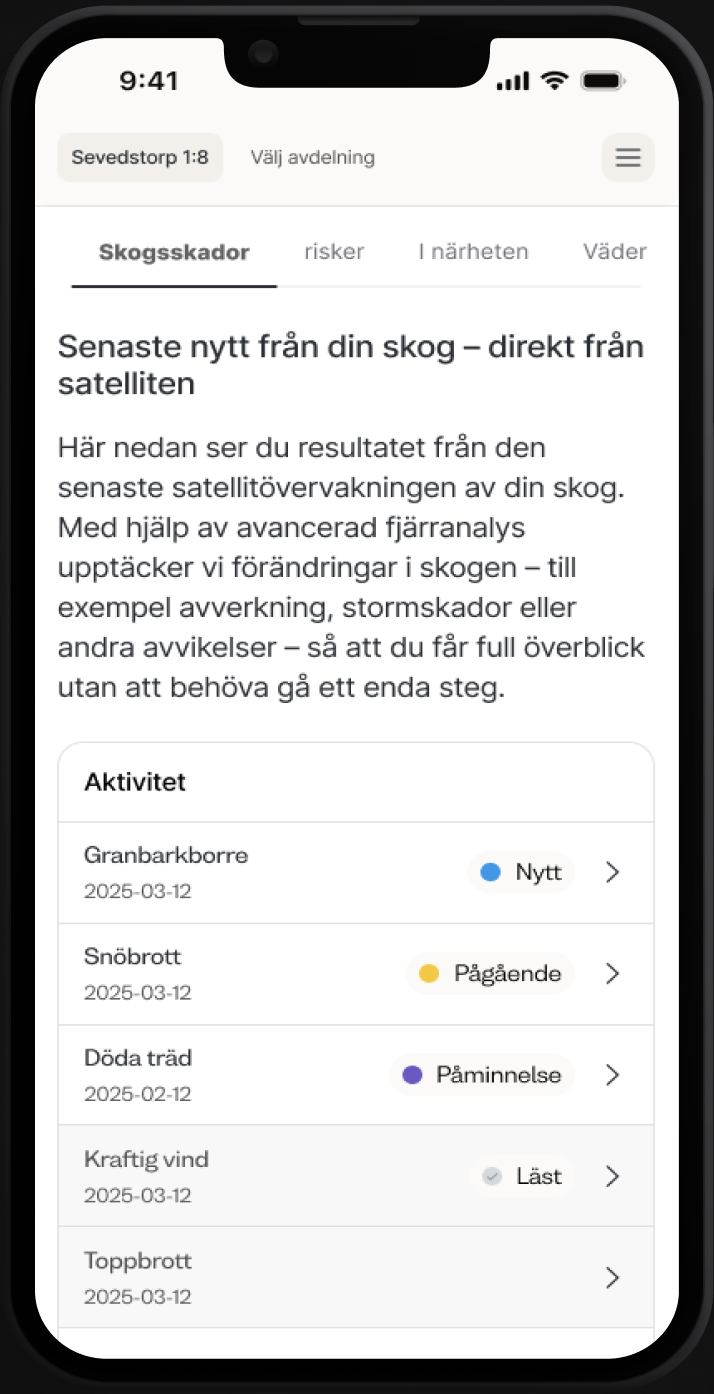 9:41
Sevedstorp 1:8 Välj avdelning
Skogsskador risker I närheten Väder
Senaste nytt från din skog – direkt från
satelliten
Här nedan ser du resultatet från den
senaste satellitövervakningen av din skog.
Med hjälp av avancerad fjärranalys
upptäcker vi förändringar i skogen – till
exempel avverkning, stormskador eller
andra avvikelser – så att du får full överblick
utan att behöva gå ett enda steg.
Aktivitet
Granbarkborre
2025-03-12
Nytt
Snöbrott
2025-03-12
Pågående
Döda träd
2025-02-12
Påminnelse
Kraftig vind
2025-03-12
Läst
Toppbrott
2025-03-12